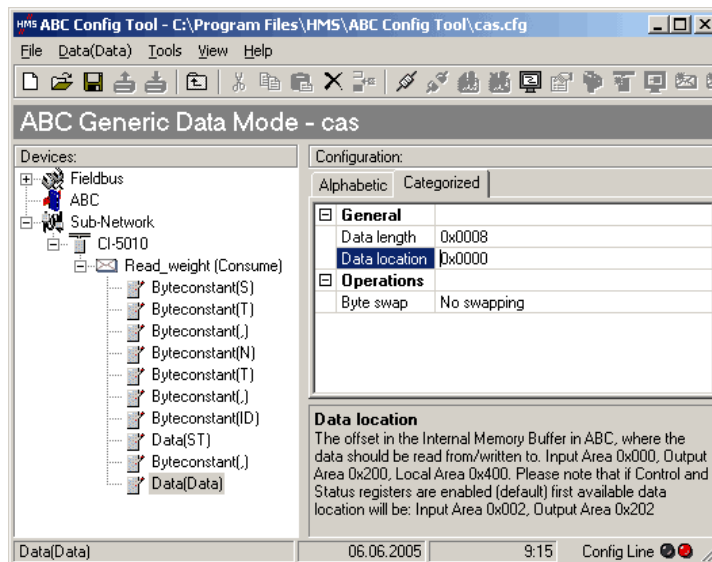 HMS ABC Config Tool - C:\Program Files\HMS\ABC Config Tool\cas.cfg
File Data(Data) Tools View Help
ABC Generic Data Mode - cas
Devices:
Fieldbus
ABC
Sub-Network
CI-5010
Read_weight (Consume)
Byteconstant(S)
Byteconstant(T)
Byteconstant(,)
Byteconstant(N)
Byteconstant(T)
Byteconstant(,)
Byteconstant(ID)
Data(ST)
Byteconstant(,)
Data(Data)
Configuration:
Alphabetic Categorized
General
Data length 0x0008
Data location 0x0000
Operations
Byte swap No swapping
Data location
The offset in the Internal Memory Buffer in ABC, where the
data should be read from/written to. Input Area 0x000, Output
Area 0x200, Local Area 0x400. Please note that if Control and
Status registers are enabled (default) first available data
location will be: Input Area 0x002, Output Area 0x202
Data(Data) 06.06.2005 9:15 Config Line